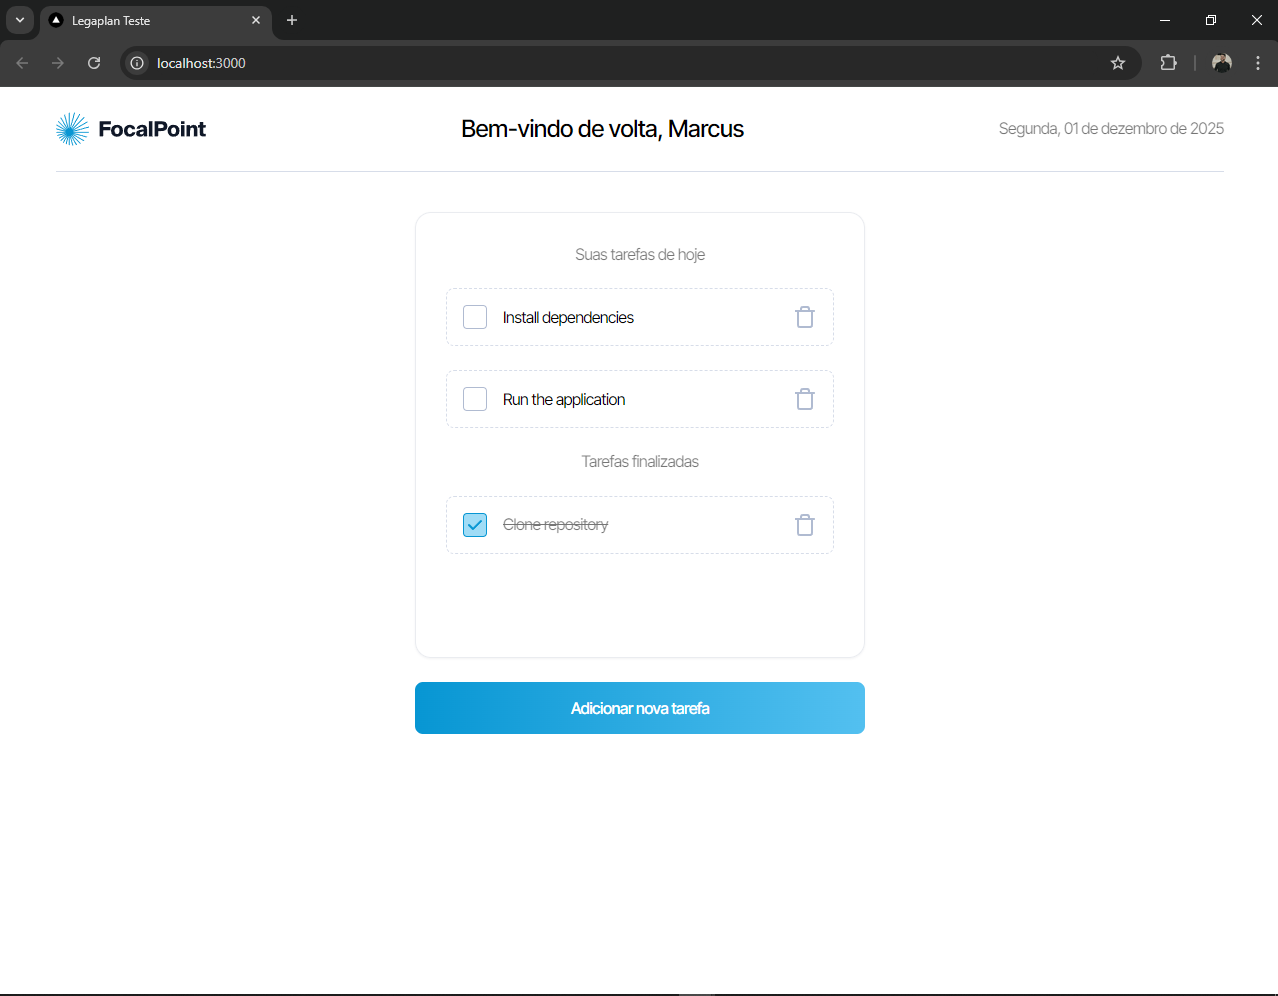 Legaplan Teste
localhost:3000
FocalPoint
Bem-vindo de volta, Marcus
Segunda, 01 de dezembro de 2025
Suas tarefas de hoje
Install dependencies
Run the application
Tarefas finalizadas
Clone repository
Adicionar nova tarefa